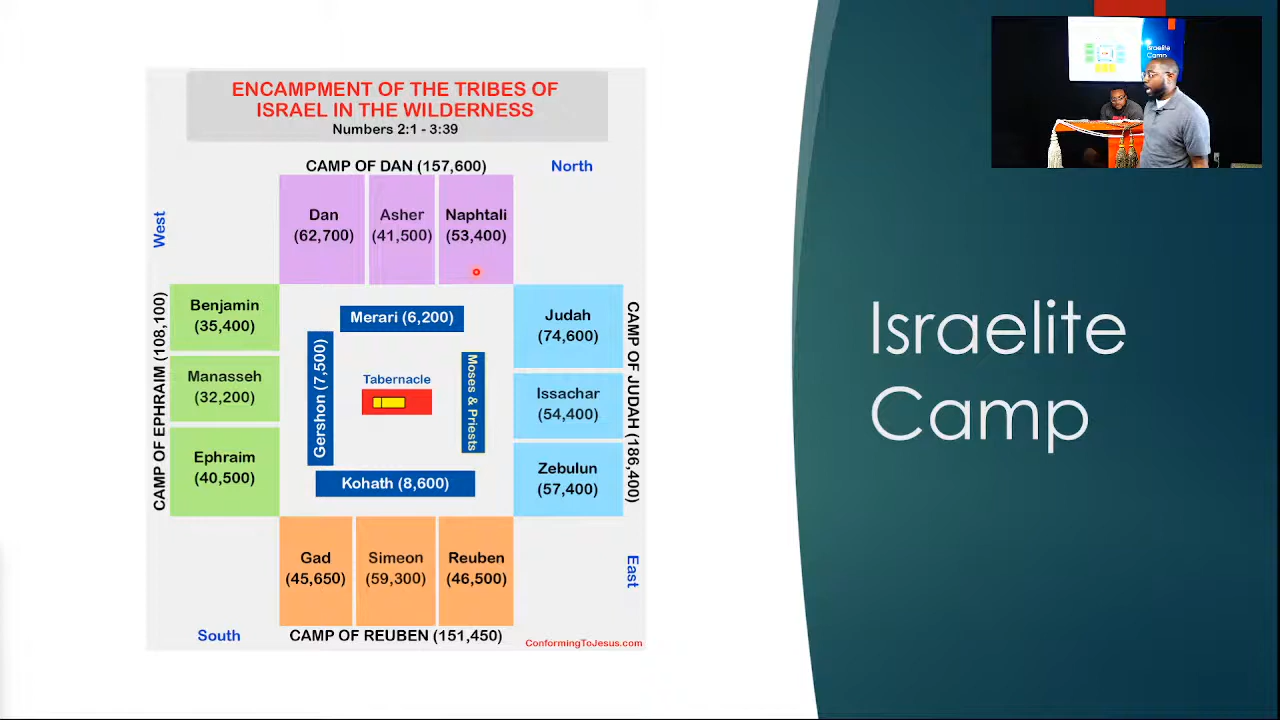 ENCAMPMENT OF THE TRIBES OF
ISRAEL IN THE WILDERNESS
Numbers 2:1 - 3:39
CAMP OF DAN (157,600)
North
West
Dan
(62,700)
Asher
(41,500)
Naphtali
(53,400)
CAMP OF EPHRAIM (108,100)
Benjamin
(35,400)
Manasseh
(32,200)
Ephraim
(40,500)
Merari (6,200)
Gershon (7,500)
Tabernacle
Moses & Priests
Kohath (8,600)
Judah
(74,600)
Issachar
(54,400)
Zebulun
(57,400)
CAMP OF JUDAH (186,400)
Gad
(45,650)
Simeon
(59,300)
Reuben
(46,500)
East
South
CAMP OF REUBEN (151,450)
ConformingToJesus.com
Israelite
Camp
Israelite
Camp